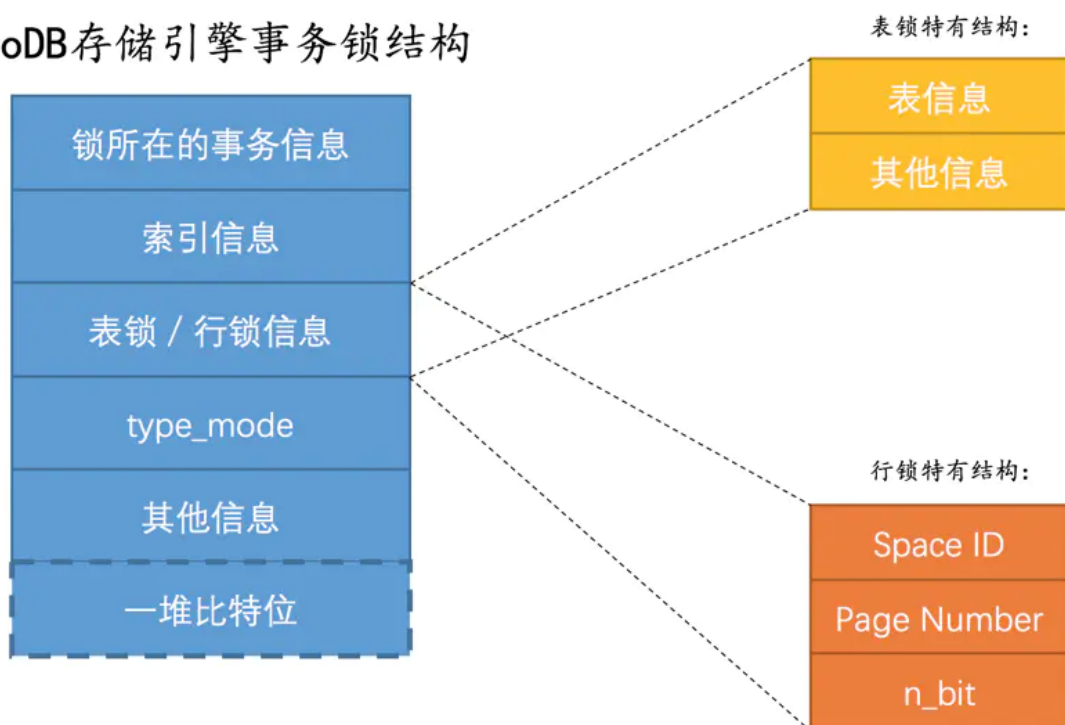 oDB存储引擎事务锁结构
锁所在的事务信息
索引信息
表锁 / 行锁信息
type_mode
其他信息
一堆比特位
表锁特有结构：
表信息
其他信息
行锁特有结构：
Space ID
Page Number
n_bit